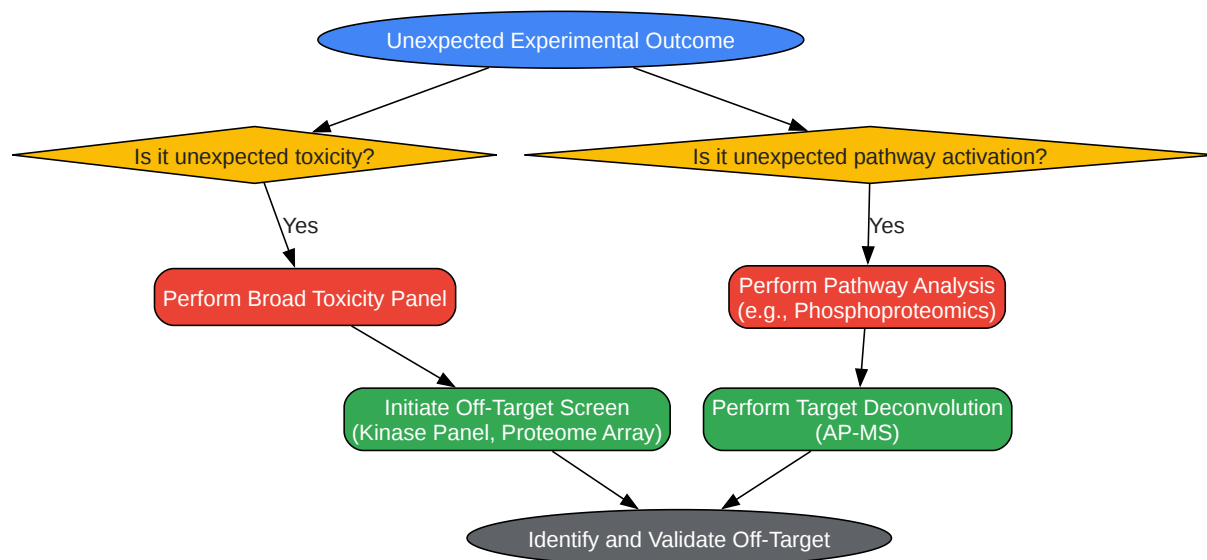 Unexpected Experimental Outcome
Is it unexpected toxicity?
Is it unexpected pathway activation?
Yes
Yes
Perform Broad Toxicity Panel
Perform Pathway Analysis
(e.g., Phosphoproteomics)
Initiate Off-Target Screen
(Kinase Panel, Proteome Array)
Perform Target Deconvolution
(AP-MS)
Identify and Validate Off-Target